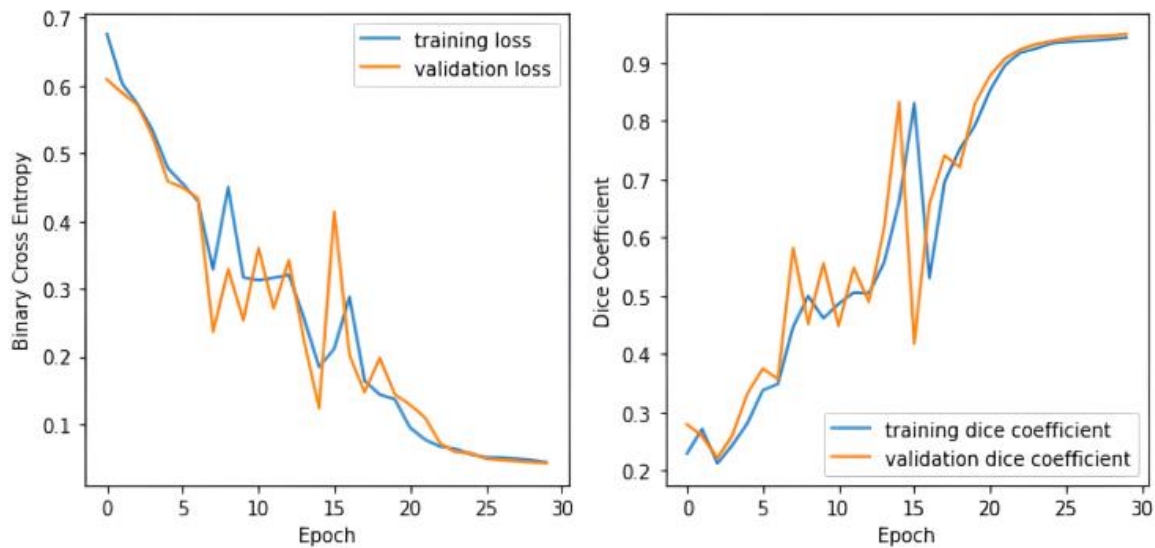 0.7
0.6
0.5
0.4
0.3
0.2
0.1
Binary Cross Entropy
training loss
validation loss
0 5 10 15 20 25 30
Epoch
0.9
0.8
0.7
0.6
0.5
0.4
0.3
0.2
Dice Coefficient
training dice coefficient
validation dice coefficient
0 5 10 15 20 25 30
Epoch